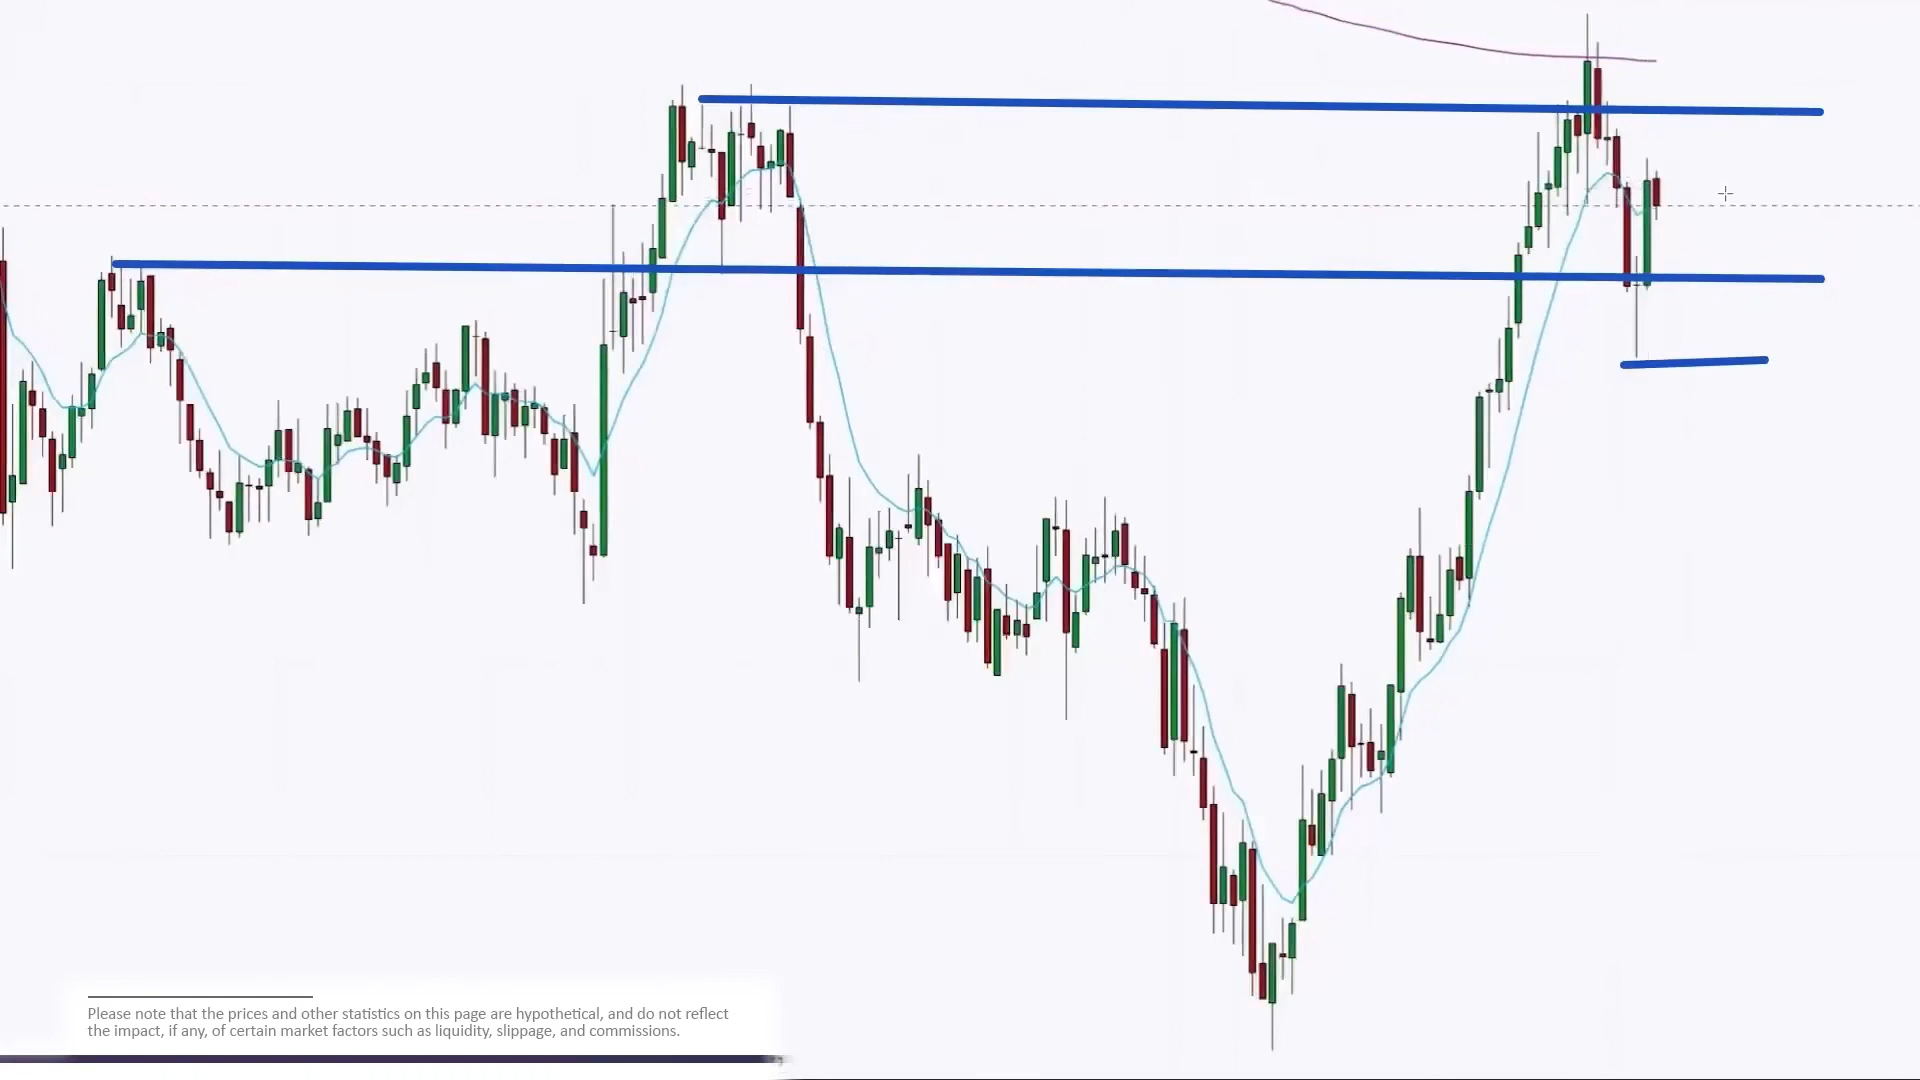 Please note that the prices and other statistics on this page are hypothetical, and do not reflect
the impact, if any, of certain market factors such as liquidity, slippage, and commissions.